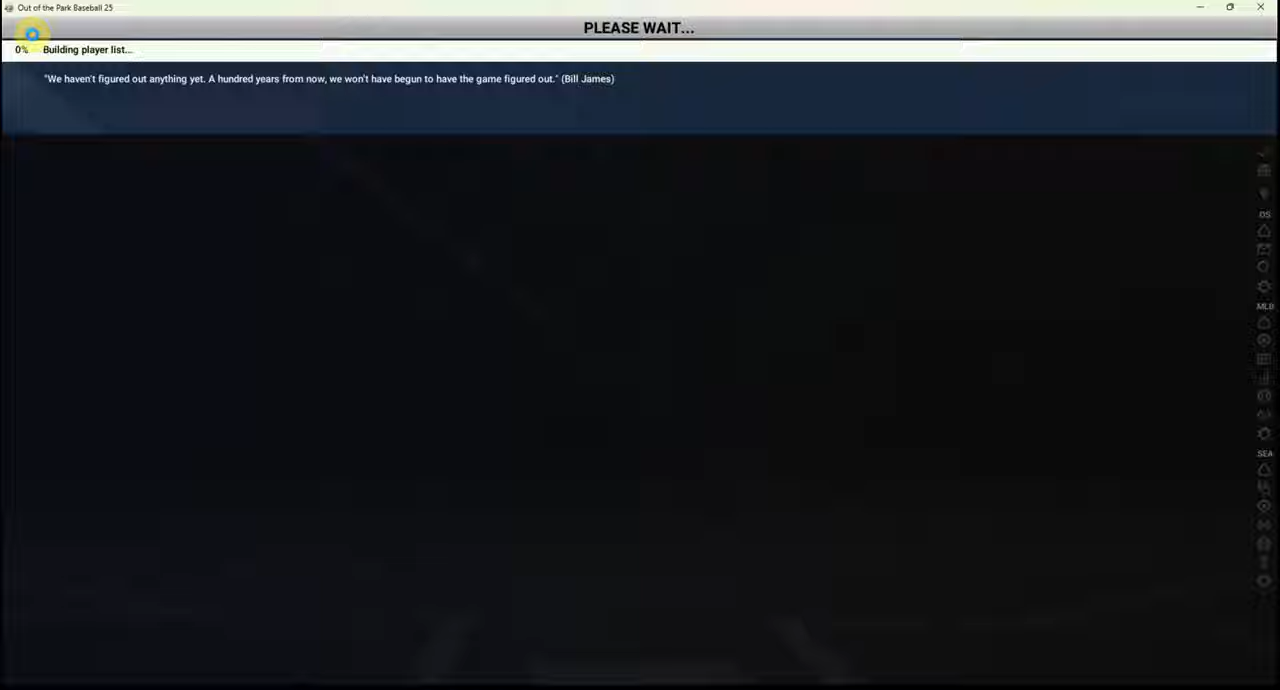 Out of the Park Baseball 25
PLEASE WAIT...
0% Building player list...
"We haven't figured out anything yet. A hundred years from now, we won't have begun to have the game figured out." (Bill James)
OS
MLB
SEA